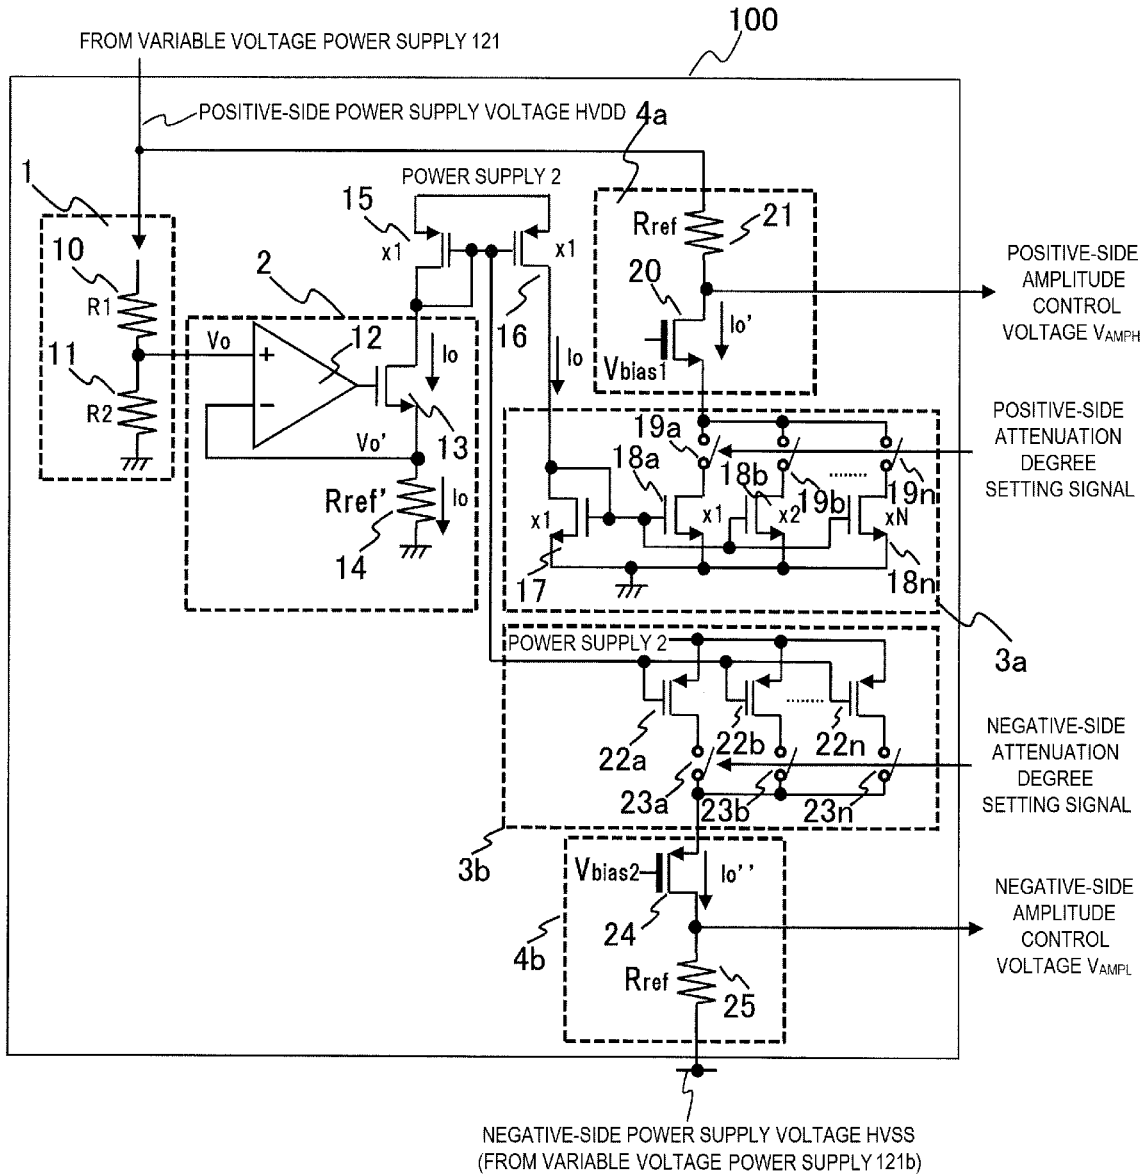 100
FROM VARIABLE VOLTAGE POWER SUPPLY 121
POSITIVE-SIDE POWER SUPPLY VOLTAGE HVDD
4a
1
POWER SUPPLY 2
15
x1
x1
16
Rref
21
10
R1
2
20
Io'
Vbias1
POSITIVE-SIDE
AMPLITUDE
CONTROL
VOLTAGE VAMPH
11
R2
Vo
+
−
12
Io
Io
13
Vo'
Rref'
Io
14
19a
18a
18b
19b
19n
........
x1
x1
x2
xN
17
18n
POSITIVE-SIDE
ATTENUATION
DEGREE
SETTING SIGNAL
3a
POWER SUPPLY 2
........
22a
22b
22n
23a
23b
23n
NEGATIVE-SIDE
ATTENUATION
DEGREE
SETTING SIGNAL
3b
Vbias2
Io''
24
4b
Rref
25
NEGATIVE-SIDE
AMPLITUDE
CONTROL
VOLTAGE VAMPL
NEGATIVE-SIDE POWER SUPPLY VOLTAGE HVSS
(FROM VARIABLE VOLTAGE POWER SUPPLY 121b)